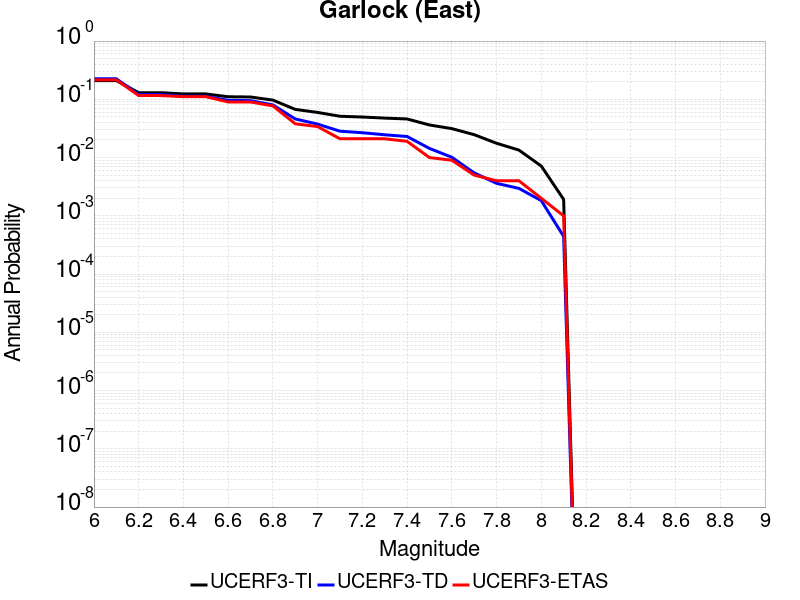 Garlock (East)
10^0
10^-1
10^-2
10^-3
10^-4
10^-5
10^-6
10^-7
10^-8
Annual Probability
6 6.2 6.4 6.6 6.8 7 7.2 7.4 7.6 7.8 8 8.2 8.4 8.6 8.8 9
Magnitude
UCERF3-TI UCERF3-TD UCERF3-ETAS